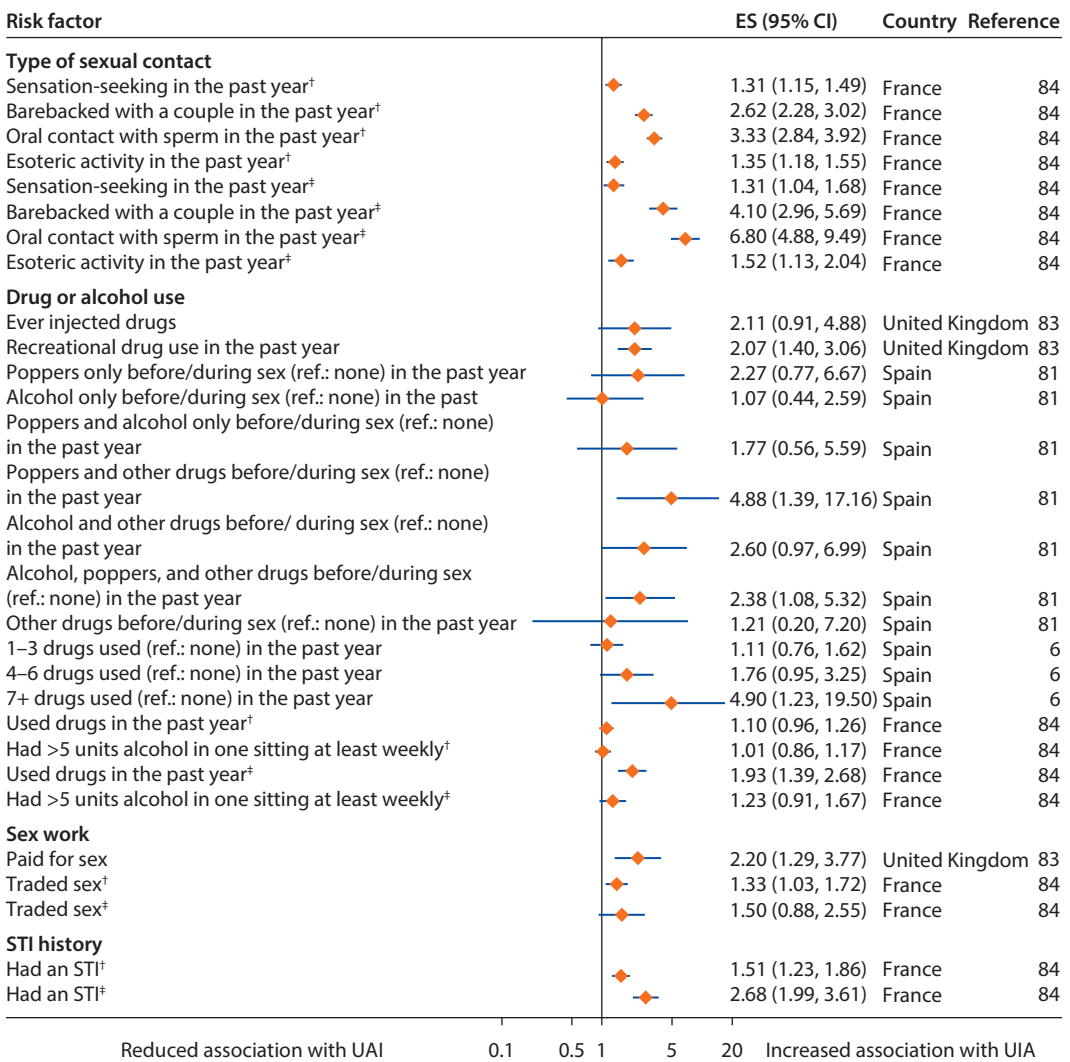 Risk factor ES (95% CI) Country Reference
Type of sexual contact
Sensation-seeking in the past year† 1.31 (1.15, 1.49) France 84
Barebacked with a couple in the past year† 2.62 (2.28, 3.02) France 84
Oral contact with sperm in the past year† 3.33 (2.84, 3.92) France 84
Esoteric activity in the past year† 1.35 (1.18, 1.55) France 84
Sensation-seeking in the past year‡ 1.31 (1.04, 1.68) France 84
Barebacked with a couple in the past year‡ 4.10 (2.96, 5.69) France 84
Oral contact with sperm in the past year‡ 6.80 (4.88, 9.49) France 84
Esoteric activity in the past year‡ 1.52 (1.13, 2.04) France 84
Drug or alcohol use
Ever injected drugs 2.11 (0.91, 4.88) United Kingdom 83
Recreational drug use in the past year 2.07 (1.40, 3.06) United Kingdom 83
Poppers only before/during sex (ref.: none) in the past year 2.27 (0.77, 6.67) Spain 81
Alcohol only before/during sex (ref.: none) in the past 1.07 (0.44, 2.59) Spain 81
Poppers and alcohol only before/during sex (ref.: none)
in the past year 1.77 (0.56, 5.59) Spain 81
Poppers and other drugs before/during sex (ref.: none)
in the past year 4.88 (1.39, 17.16) Spain 81
Alcohol and other drugs before/ during sex (ref.: none)
in the past year 2.60 (0.97, 6.99) Spain 81
Alcohol, poppers, and other drugs before/during sex
(ref.: none) in the past year 2.38 (1.08, 5.32) Spain 81
Other drugs before/during sex (ref.: none) in the past year 1.21 (0.20, 7.20) Spain 81
1–3 drugs used (ref.: none) in the past year 1.11 (0.76, 1.62) Spain 6
4–6 drugs used (ref.: none) in the past year 1.76 (0.95, 3.25) Spain 6
7+ drugs used (ref.: none) in the past year 4.90 (1.23, 19.50) Spain 6
Used drugs in the past year† 1.10 (0.96, 1.26) France 84
Had >5 units alcohol in one sitting at least weekly† 1.01 (0.86, 1.17) France 84
Used drugs in the past year‡ 1.93 (1.39, 2.68) France 84
Had >5 units alcohol in one sitting at least weekly‡ 1.23 (0.91, 1.67) France 84
Sex work
Paid for sex 2.20 (1.29, 3.77) United Kingdom 83
Traded sex† 1.33 (1.03, 1.72) France 84
Traded sex‡ 1.50 (0.88, 2.55) France 84
STI history
Had an STI† 1.51 (1.23, 1.86) France 84
Had an STI‡ 2.68 (1.99, 3.61) France 84
Reduced association with UAI 0.1 0.5 1 5 20 Increased association with UIA